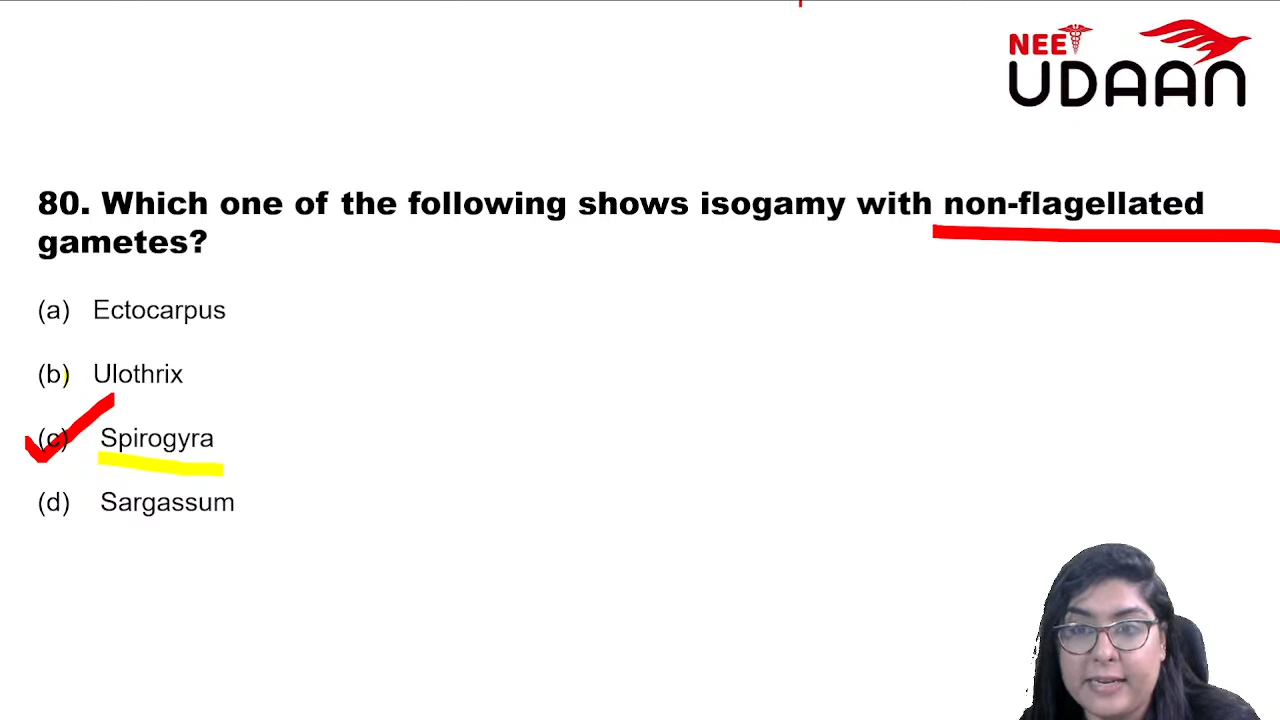 NEET
UDAAN
80. Which one of the following shows isogamy with non-flagellated
gametes?
(a) Ectocarpus
(b) Ulothrix
(c) Spirogyra
(d) Sargassum